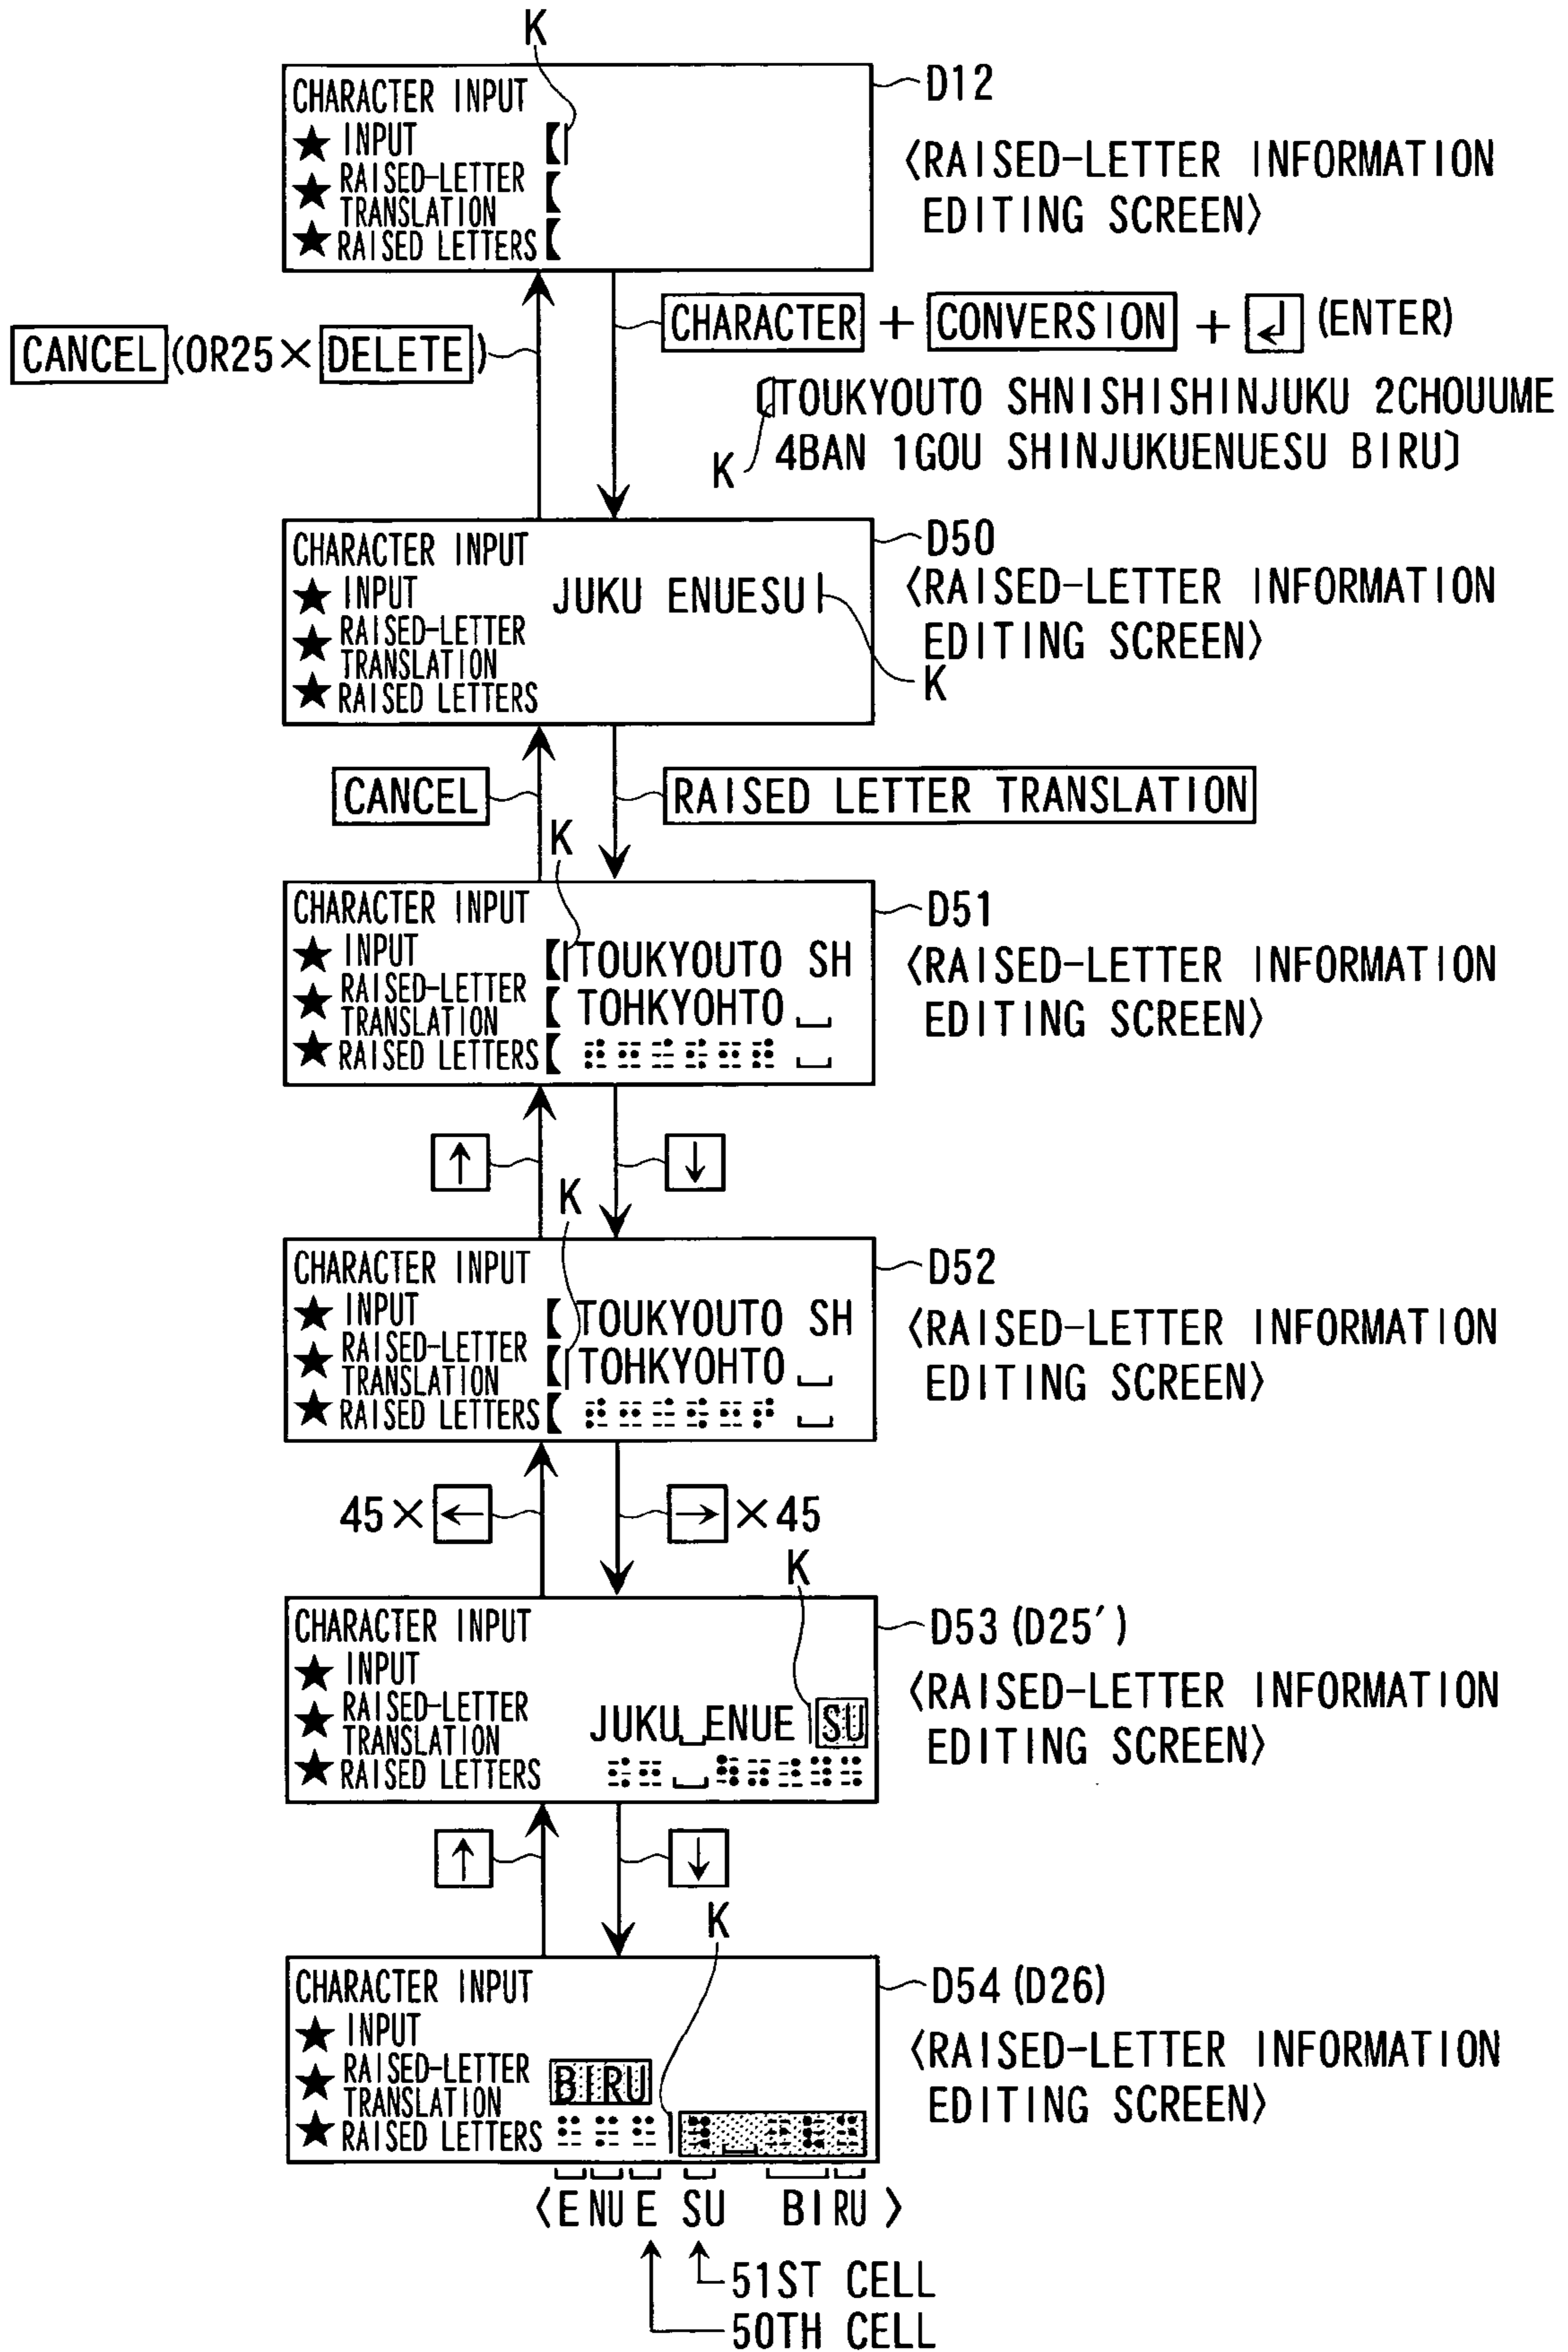 K
D12
CHARACTER INPUT
★ INPUT
★ RAISED-LETTER
TRANSLATION
★ RAISED LETTERS
〈RAISED-LETTER INFORMATION
EDITING SCREEN〉
CHARACTER + CONVERSION + ↲ (ENTER)
CANCEL (OR25× DELETE )
〔TOUKYOUTO SHNISHISHINJUKU 2CHOUUME
4BAN 1GOU SHINJUKUENUESU BIRU〕
K
D50
CHARACTER INPUT
★ INPUT JUKU ENUESU
★ RAISED-LETTER
TRANSLATION
★ RAISED LETTERS
〈RAISED-LETTER INFORMATION
EDITING SCREEN〉
K
CANCEL
RAISED LETTER TRANSLATION
K
D51
CHARACTER INPUT
★ INPUT TOUKYOUTO SH
★ RAISED-LETTER
TRANSLATION TOHKYOHTO
★ RAISED LETTERS
〈RAISED-LETTER INFORMATION
EDITING SCREEN〉
↑ ↓
K
D52
CHARACTER INPUT
★ INPUT TOUKYOUTO SH
★ RAISED-LETTER
TRANSLATION TOHKYOHTO
★ RAISED LETTERS
〈RAISED-LETTER INFORMATION
EDITING SCREEN〉
45× ← → ×45
K
D53 (D25′)
CHARACTER INPUT
★ INPUT
★ RAISED-LETTER
TRANSLATION JUKU␣ENUE SU
★ RAISED LETTERS
〈RAISED-LETTER INFORMATION
EDITING SCREEN〉
↑ ↓
K
D54 (D26)
CHARACTER INPUT
★ INPUT
★ RAISED-LETTER
TRANSLATION BIRU
★ RAISED LETTERS
〈RAISED-LETTER INFORMATION
EDITING SCREEN〉
〈E NU E SU BI RU 〉
51ST CELL
50TH CELL